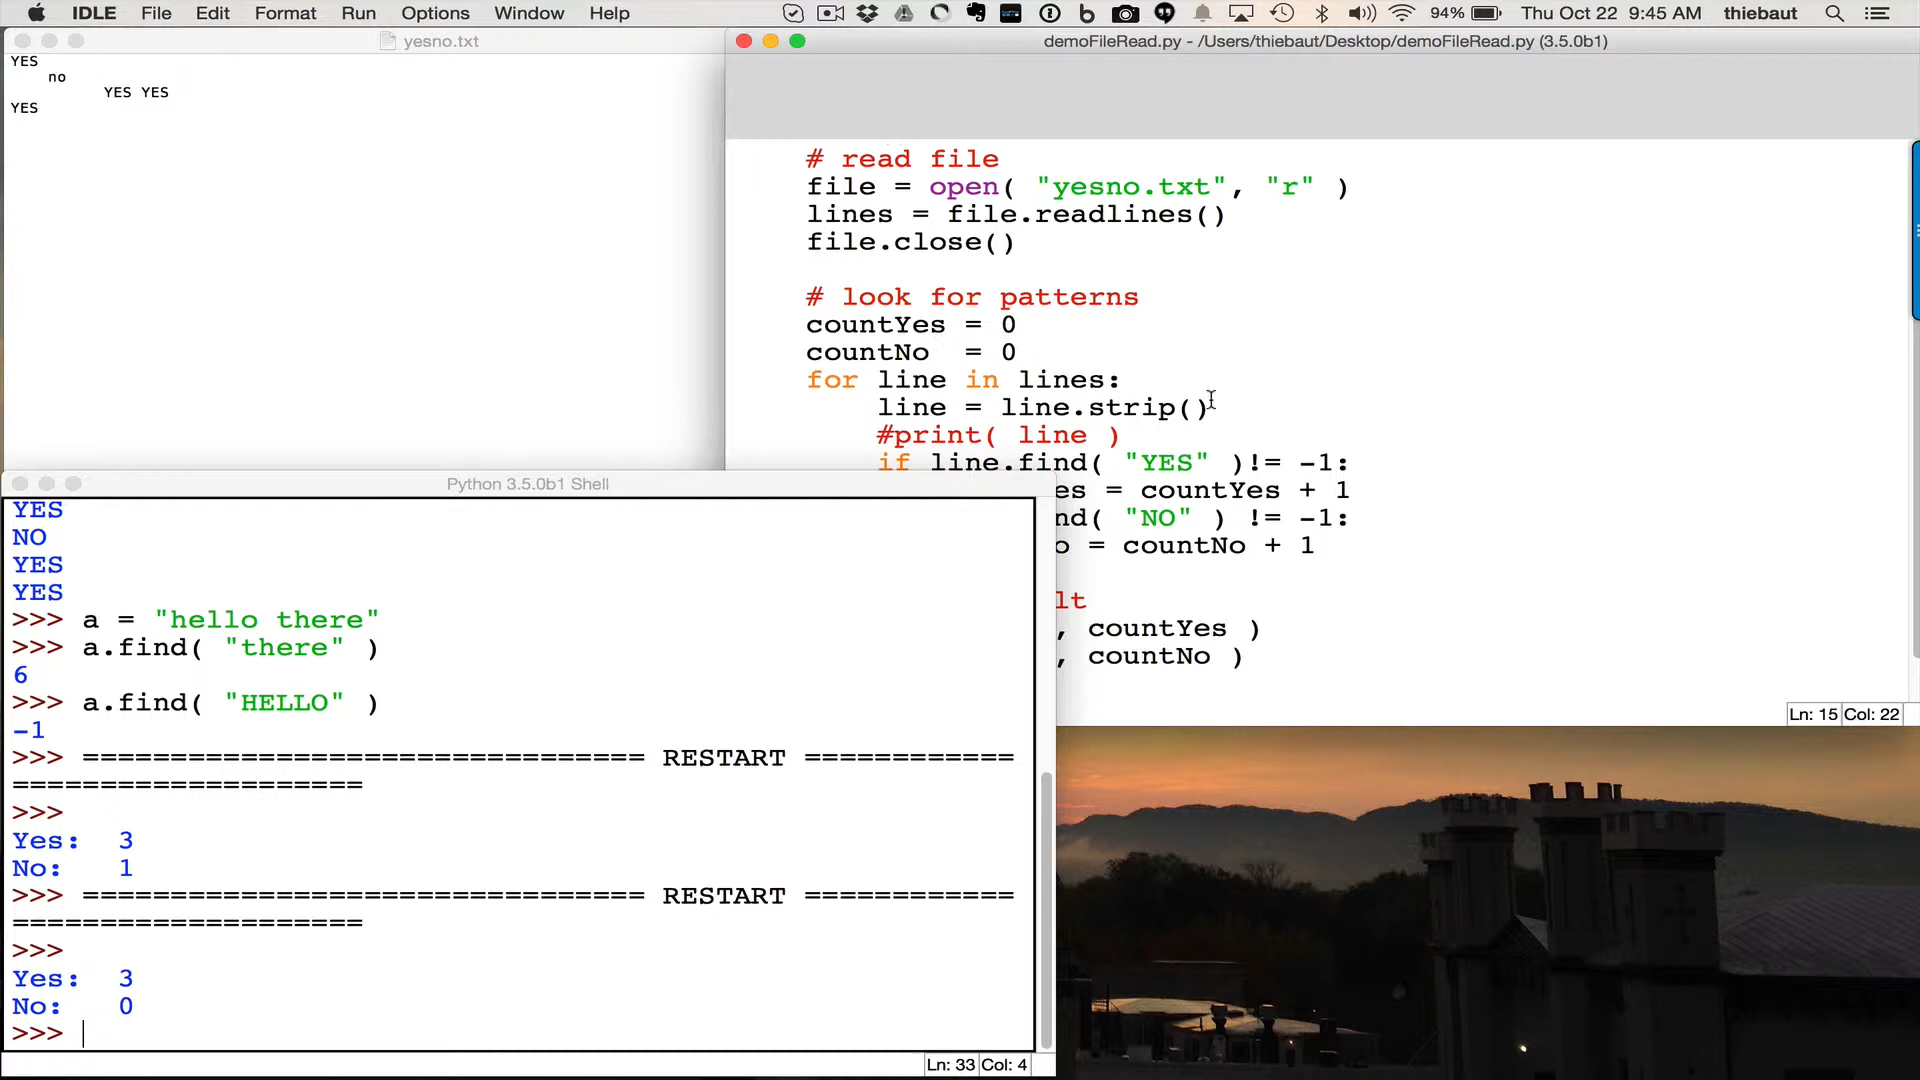 IDLE File Edit Format Run Options Window Help 94% Thu Oct 22 9:45 AM thiebaut
yesno.txt
YES
no
YES YES
YES
demoFileRead.py - /Users/thiebaut/Desktop/demoFileRead.py (3.5.0b1)
# read file
file = open( "yesno.txt", "r" )
lines = file.readlines()
file.close()
# look for patterns
countYes = 0
countNo  = 0
for line in lines:
line = line.strip()
#print( line )
if line.find( "YES" )!= -1:
es = countYes + 1
nd( "NO" ) != -1:
o = countNo + 1
lt
, countYes )
, countNo )
Ln: 15 Col: 22
Python 3.5.0b1 Shell
YES
NO
YES
YES
>>> a = "hello there"
>>> a.find( "there" )
6
>>> a.find( "HELLO" )
-1
>>> ================================ RESTART ============
====================
>>>
Yes:  3
No:   1
>>> ================================ RESTART ============
====================
>>>
Yes:  3
No:   0
>>>
Ln: 33 Col: 4